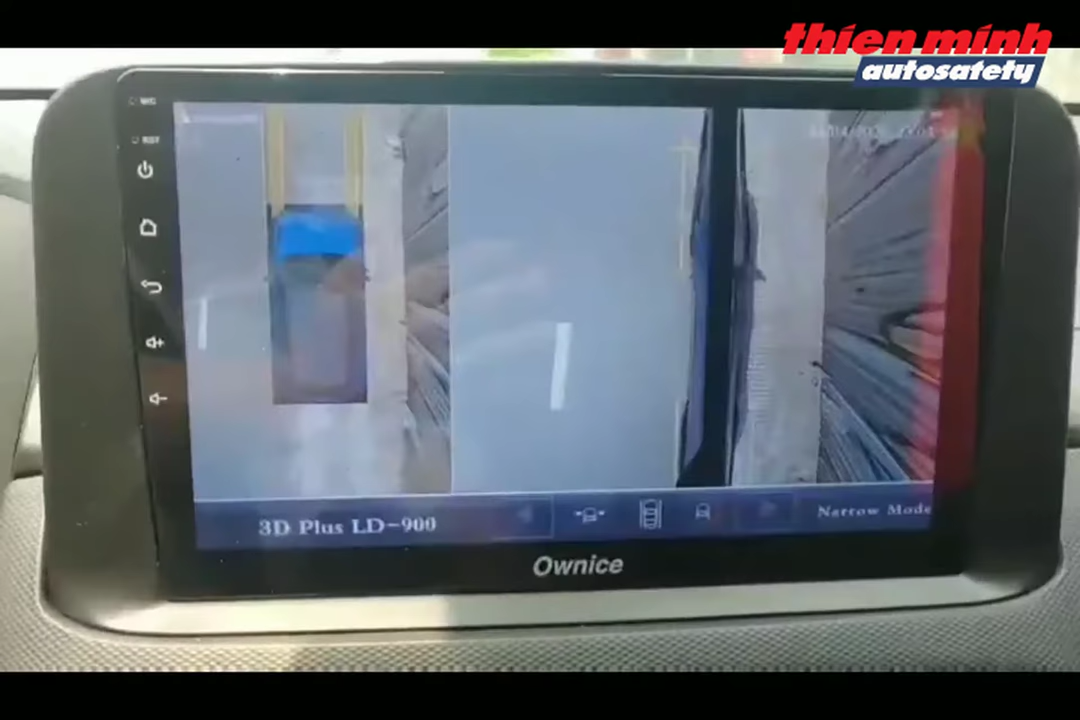 thien minh
autosafety
MIC
RST
3D Plus LD-900
Narrow Mode
Ownice